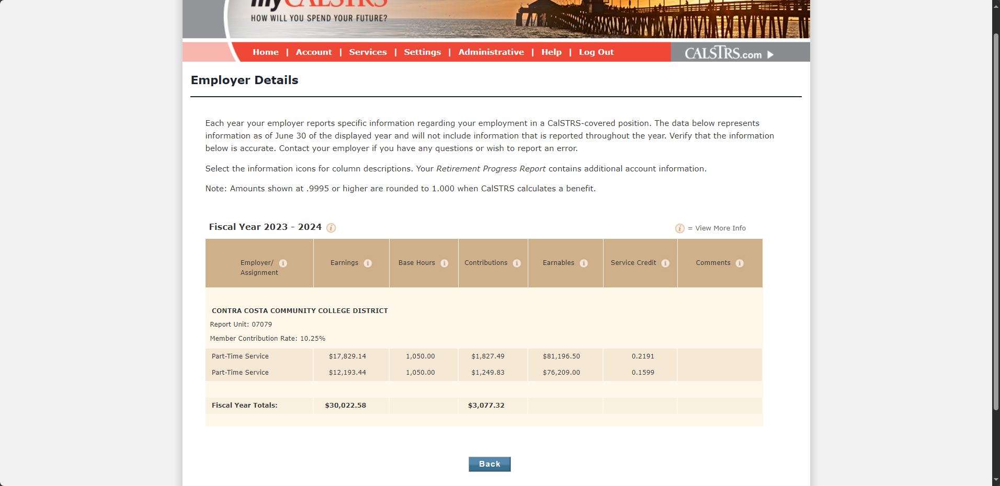 myCALSTRS
HOW WILL YOU SPEND YOUR FUTURE?
Home | Account | Services | Settings | Administrative | Help | Log Out
CALSTRS.com
Employer Details
Each year your employer reports specific information regarding your employment in a CalSTRS-covered position. The data below represents
information as of June 30 of the displayed year and will not include information that is reported throughout the year. Verify that the information
below is accurate. Contact your employer if you have any questions or wish to report an error.
Select the information icons for column descriptions. Your Retirement Progress Report contains additional account information.
Note: Amounts shown at .9995 or higher are rounded to 1.000 when CalSTRS calculates a benefit.
Fiscal Year 2023 - 2024 i
i = View More Info
Employer/ i Earnings i Base Hours i Contributions i Earnables i Service Credit i Comments i
Assignment
CONTRA COSTA COMMUNITY COLLEGE DISTRICT
Report Unit: 07079
Member Contribution Rate: 10.25%
Part-Time Service $17,829.14 1,050.00 $1,827.49 $81,196.50 0.2191
Part-Time Service $12,193.44 1,050.00 $1,249.83 $76,209.00 0.1599
Fiscal Year Totals: $30,022.58 $3,077.32
Back